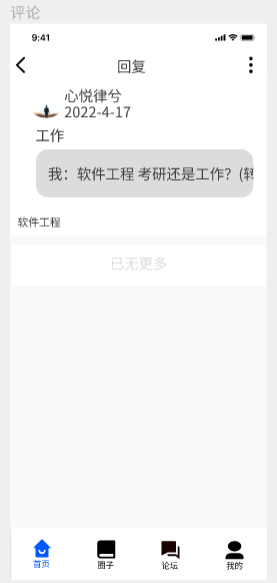 评论
9:41
回复
心悦律兮
2022-4-17
工作
我：软件工程 考研还是工作？(转
软件工程
已无更多
首页
圈子
论坛
我的